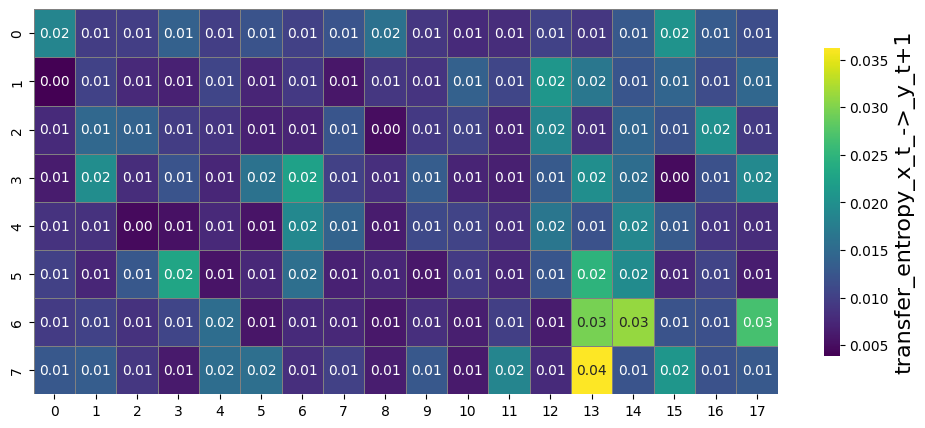 0 0.02 0.01 0.01 0.01 0.01 0.01 0.01 0.01 0.02 0.01 0.01 0.01 0.01 0.01 0.01 0.02 0.01 0.01
1 0.00 0.01 0.01 0.01 0.01 0.01 0.01 0.01 0.01 0.01 0.01 0.01 0.02 0.02 0.01 0.01 0.01 0.01
2 0.01 0.01 0.01 0.01 0.01 0.01 0.01 0.01 0.00 0.01 0.01 0.01 0.02 0.01 0.01 0.01 0.02 0.01
3 0.01 0.02 0.01 0.01 0.01 0.02 0.02 0.01 0.01 0.01 0.01 0.01 0.01 0.02 0.02 0.00 0.01 0.02
4 0.01 0.01 0.00 0.01 0.01 0.01 0.02 0.01 0.01 0.01 0.01 0.01 0.02 0.01 0.02 0.01 0.01 0.01
5 0.01 0.01 0.01 0.02 0.01 0.01 0.02 0.01 0.01 0.01 0.01 0.01 0.01 0.02 0.02 0.01 0.01 0.01
6 0.01 0.01 0.01 0.01 0.02 0.01 0.01 0.01 0.01 0.01 0.01 0.01 0.01 0.03 0.03 0.01 0.01 0.03
7 0.01 0.01 0.01 0.01 0.02 0.02 0.01 0.01 0.01 0.01 0.01 0.02 0.01 0.04 0.01 0.02 0.01 0.01
0 1 2 3 4 5 6 7 8 9 10 11 12 13 14 15 16 17
0.035
0.030
0.025
0.020
0.015
0.010
0.005
transfer_entropy_x_t_->_y_t+1